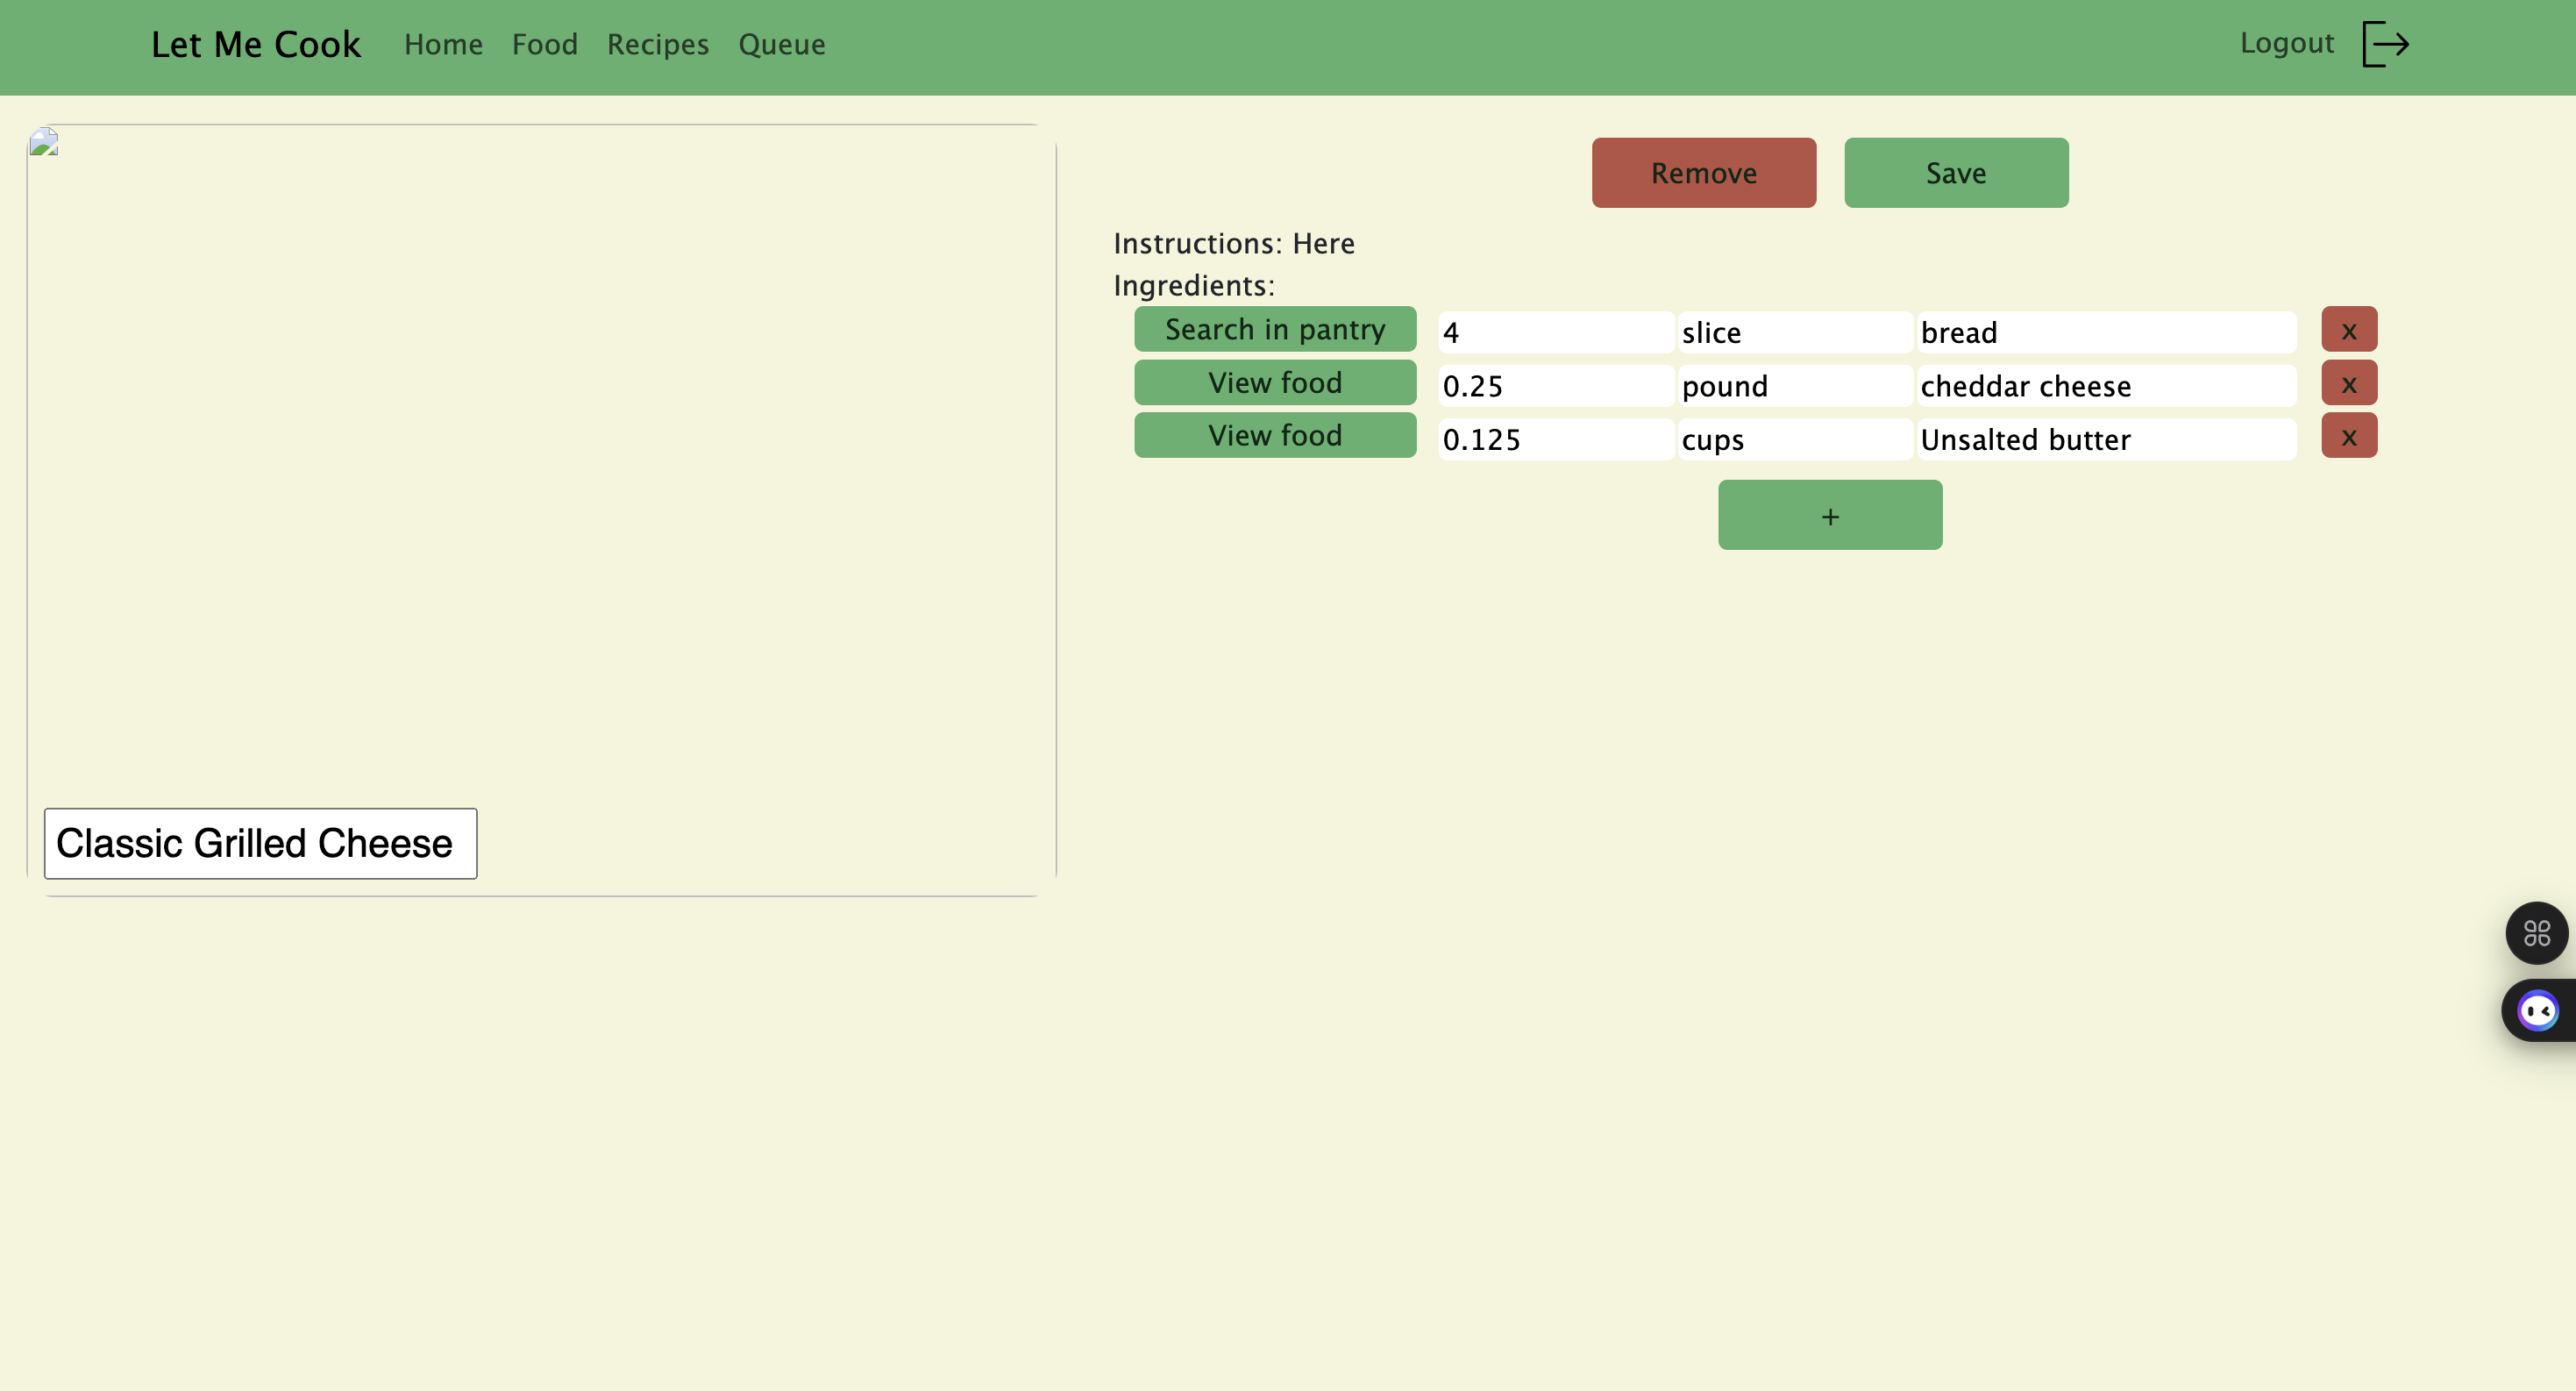 Let Me Cook Home Food Recipes Queue Logout
Remove Save
Instructions: Here
Ingredients:
Search in pantry 4 slice bread x
View food 0.25 pound cheddar cheese x
View food 0.125 cups Unsalted butter x
+
Classic Grilled Cheese